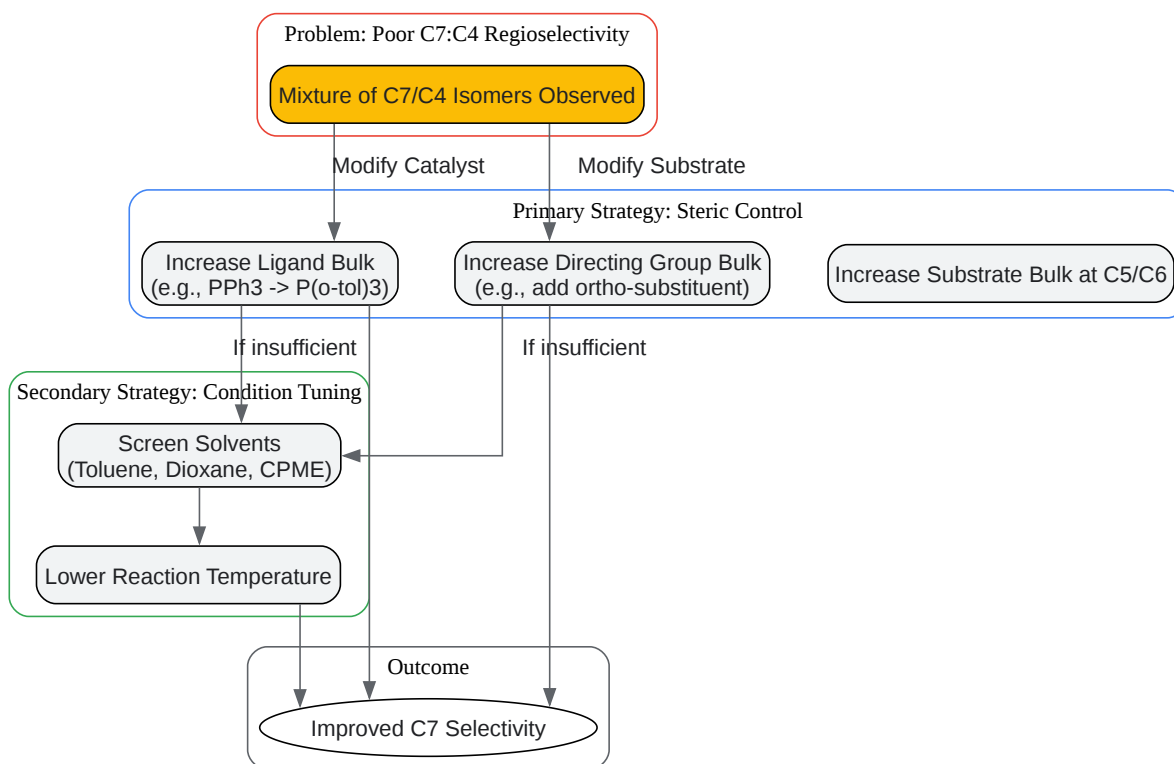 Problem: Poor C7:C4 Regioselectivity
Mixture of C7/C4 Isomers Observed
Modify Catalyst
Modify Substrate
Primary Strategy: Steric Control
Increase Ligand Bulk
(e.g., PPh3 -> P(o-tol)3)
Increase Directing Group Bulk
(e.g., add ortho-substituent)
Increase Substrate Bulk at C5/C6
If insufficient
If insufficient
Secondary Strategy: Condition Tuning
Screen Solvents
(Toluene, Dioxane, CPME)
Lower Reaction Temperature
Outcome
Improved C7 Selectivity